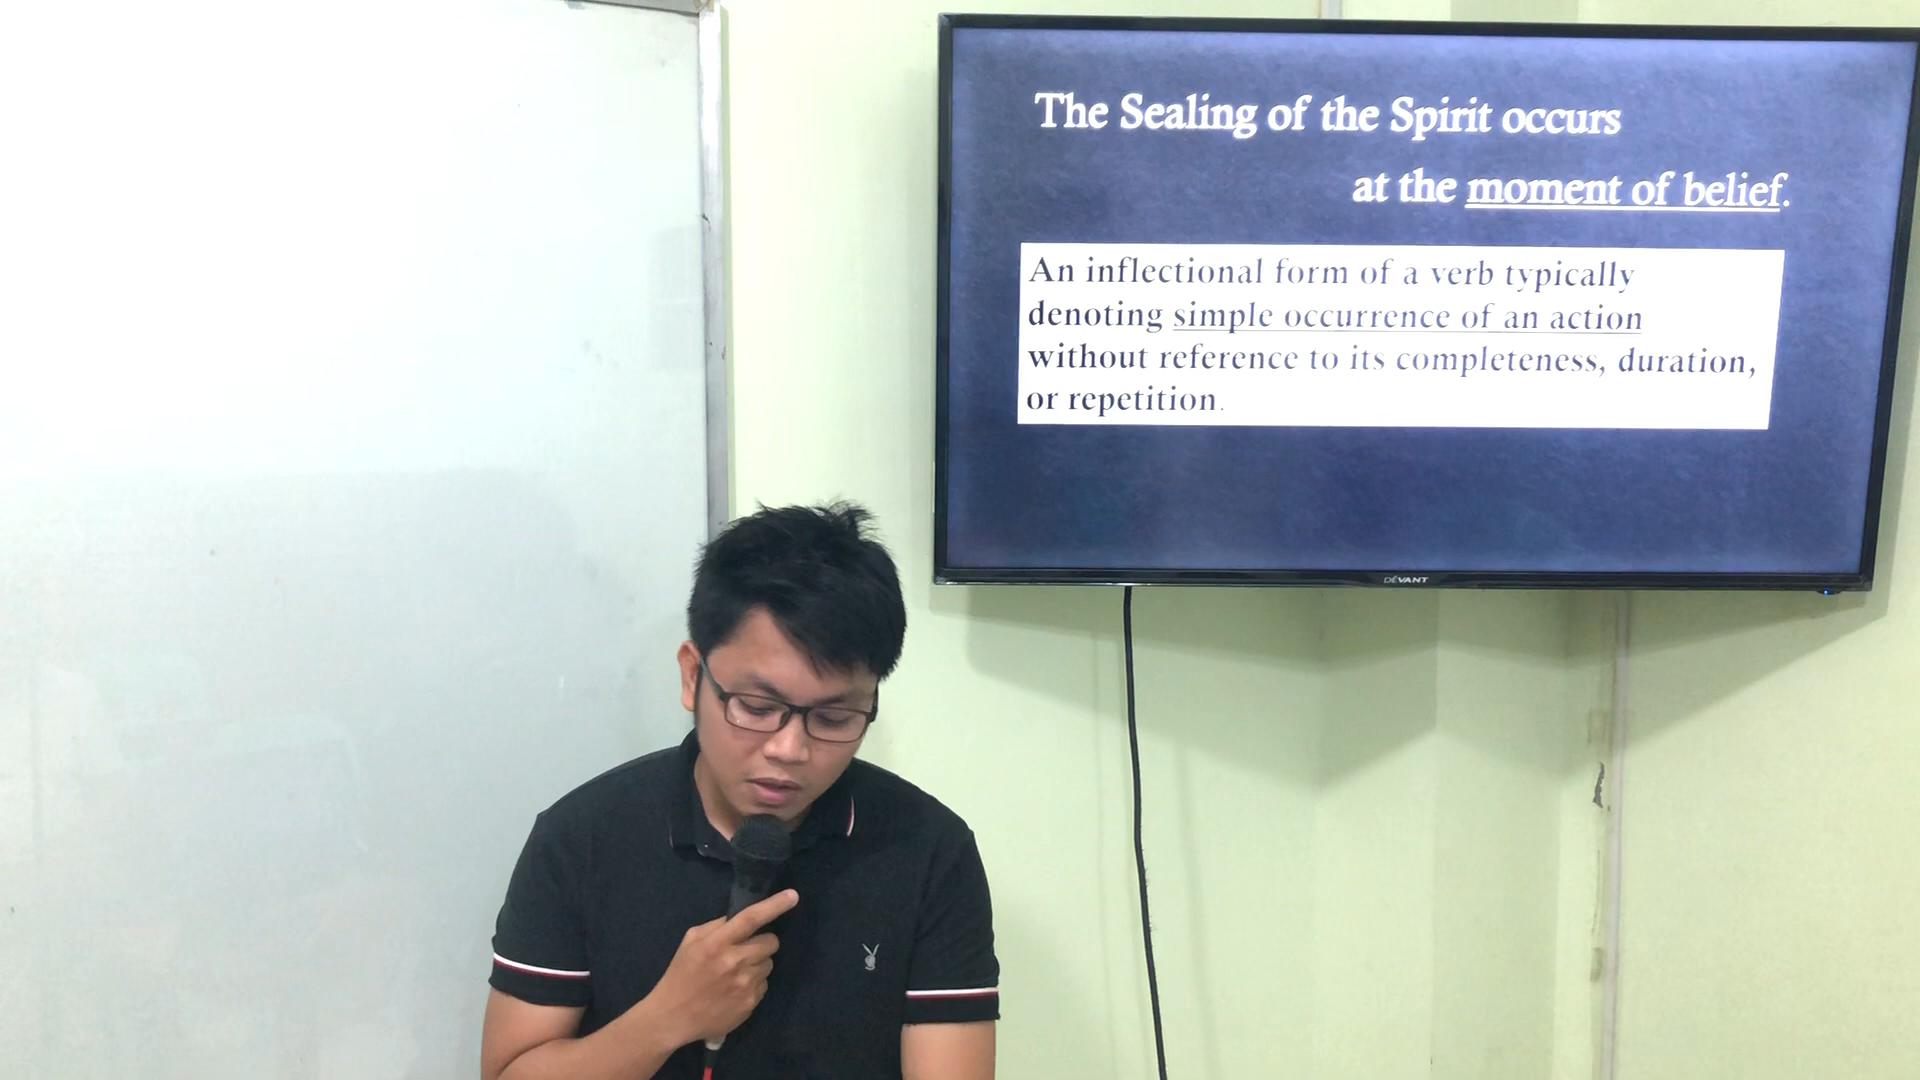 The Sealing of the Spirit occurs
at the moment of belief.
An inflectional form of a verb typically
denoting simple occurrence of an action
without reference to its completeness, duration,
or repetition.
DEVANT